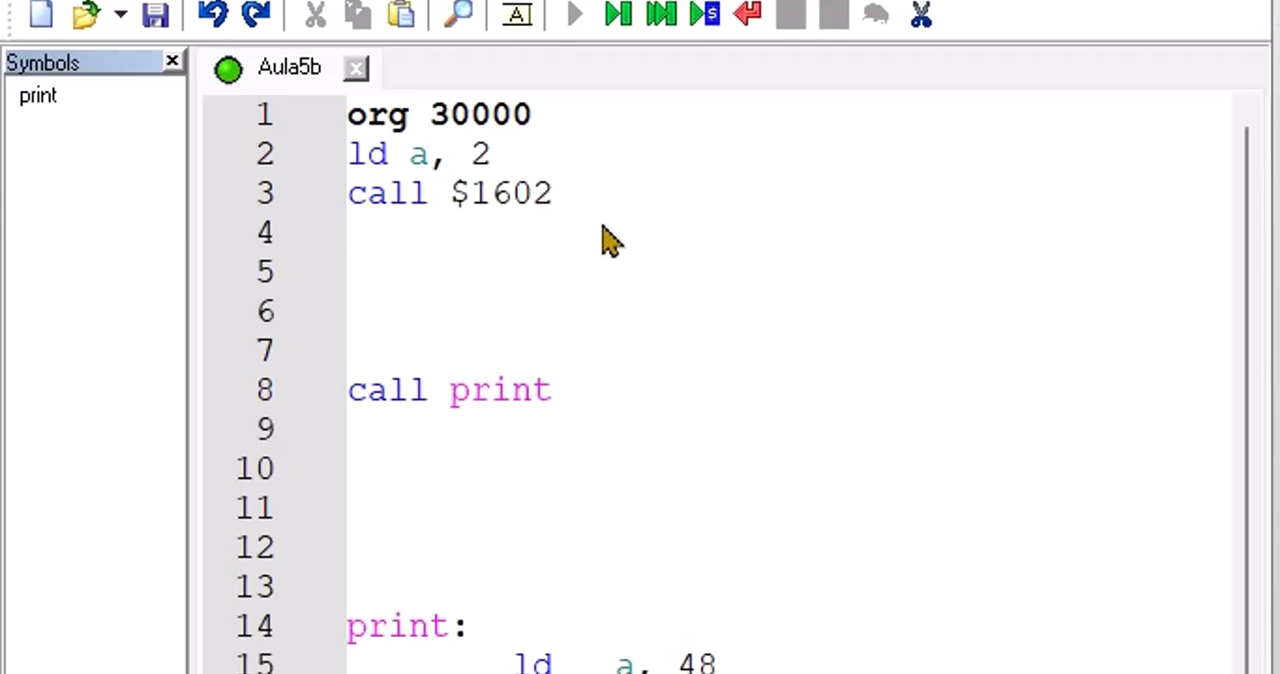 Symbols
print
Aula5b
1 org 30000
2 ld a, 2
3 call $1602
4
5
6
7
8 call print
9
10
11
12
13
14 print:
15 ld a, 48